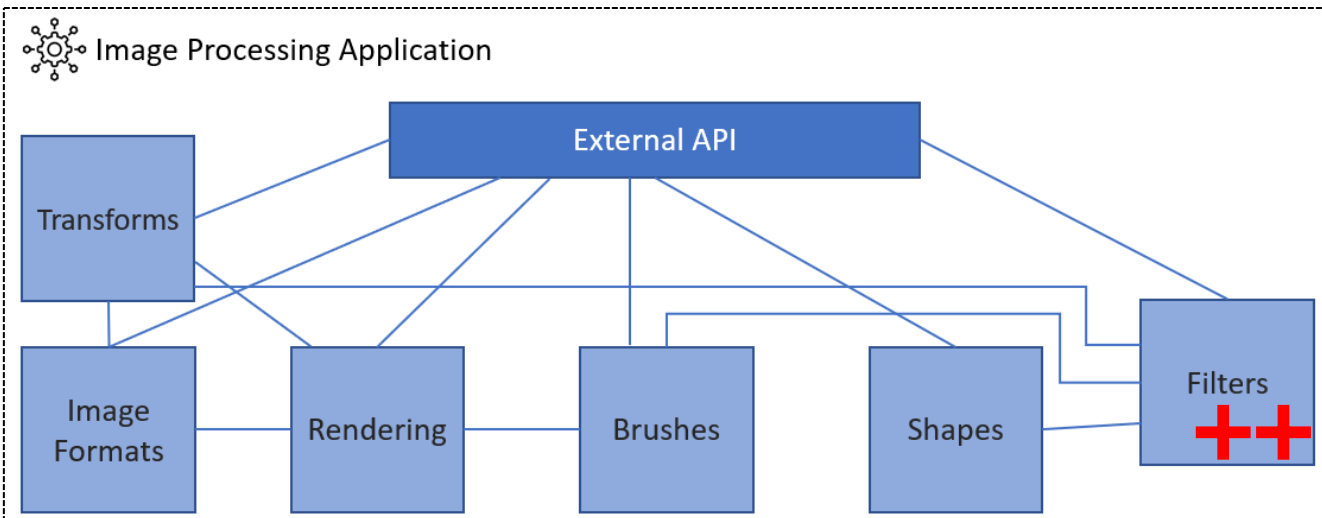 Image Processing Application
External API
Transforms
Image
Formats
Rendering
Brushes
Shapes
Filters
++